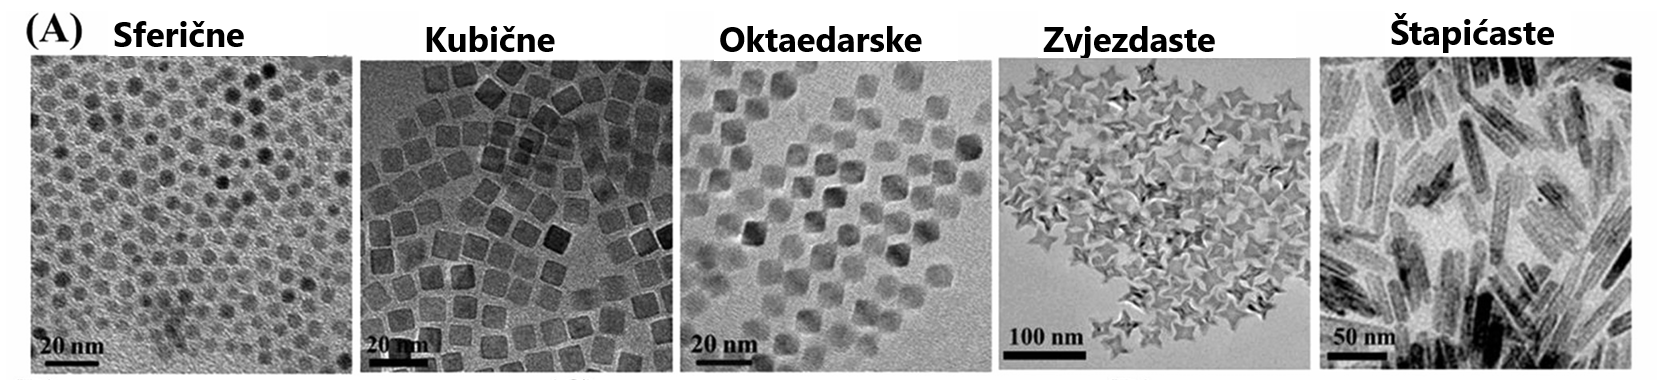 (A) Sferične Kubične Oktaedarske Zvjezdaste Štapićaste
20 nm 20 nm 20 nm 100 nm 50 nm